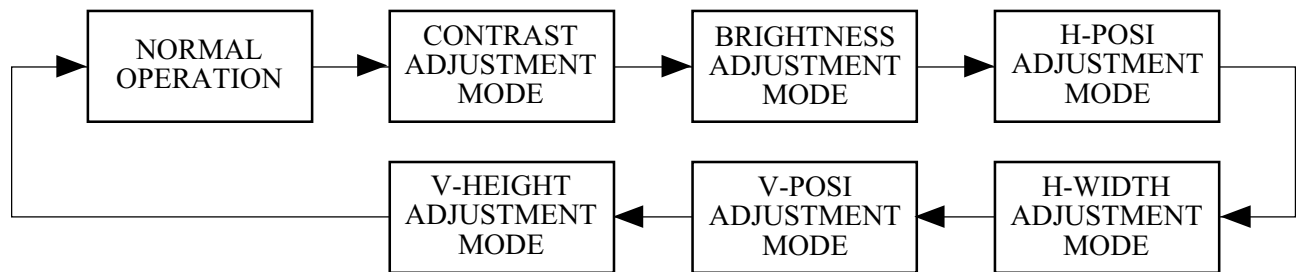 NORMAL
OPERATION
CONTRAST
ADJUSTMENT
MODE
BRIGHTNESS
ADJUSTMENT
MODE
H-POSI
ADJUSTMENT
MODE
H-WIDTH
ADJUSTMENT
MODE
V-POSI
ADJUSTMENT
MODE
V-HEIGHT
ADJUSTMENT
MODE